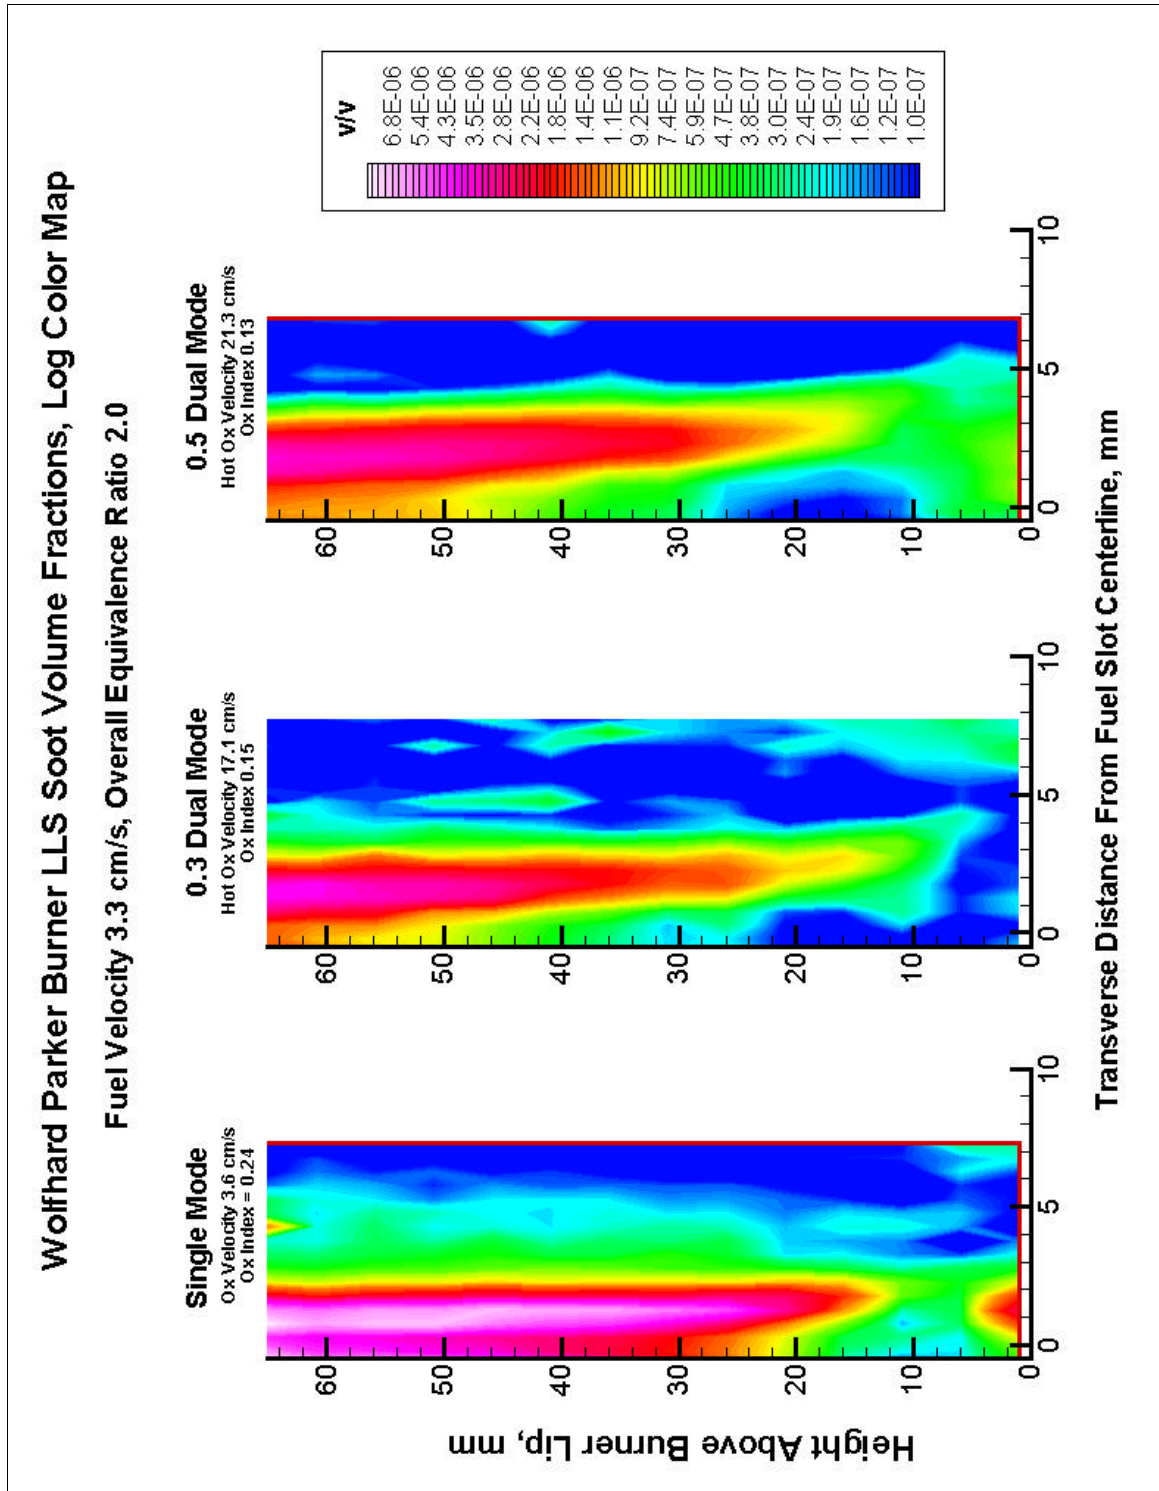 Wolfhard Parker Burner LLS Soot Volume Fractions, Log Color Map
Fuel Velocity 3.3 cm/s, Overall Equivalence Ratio 2.0
Single Mode
Ox Velocity 3.6 cm/s
Ox Index = 0.24
0.3 Dual Mode
Hot Ox Velocity 17.1 cm/s
Ox Index 0.15
0.5 Dual Mode
Hot Ox Velocity 21.3 cm/s
Ox Index 0.13
v/v
6.8E-06
5.4E-06
4.3E-06
3.5E-06
2.8E-06
2.2E-06
1.8E-06
1.4E-06
1.1E-06
9.2E-07
7.4E-07
5.9E-07
4.7E-07
3.8E-07
3.0E-07
2.4E-07
1.9E-07
1.6E-07
1.2E-07
1.0E-07
Height Above Burner Lip, mm
60
50
40
30
20
10
0
0 5 10
60
50
40
30
20
10
0
0 5 10
60
50
40
30
20
10
0
0 5 10
Transverse Distance From Fuel Slot Centerline, mm